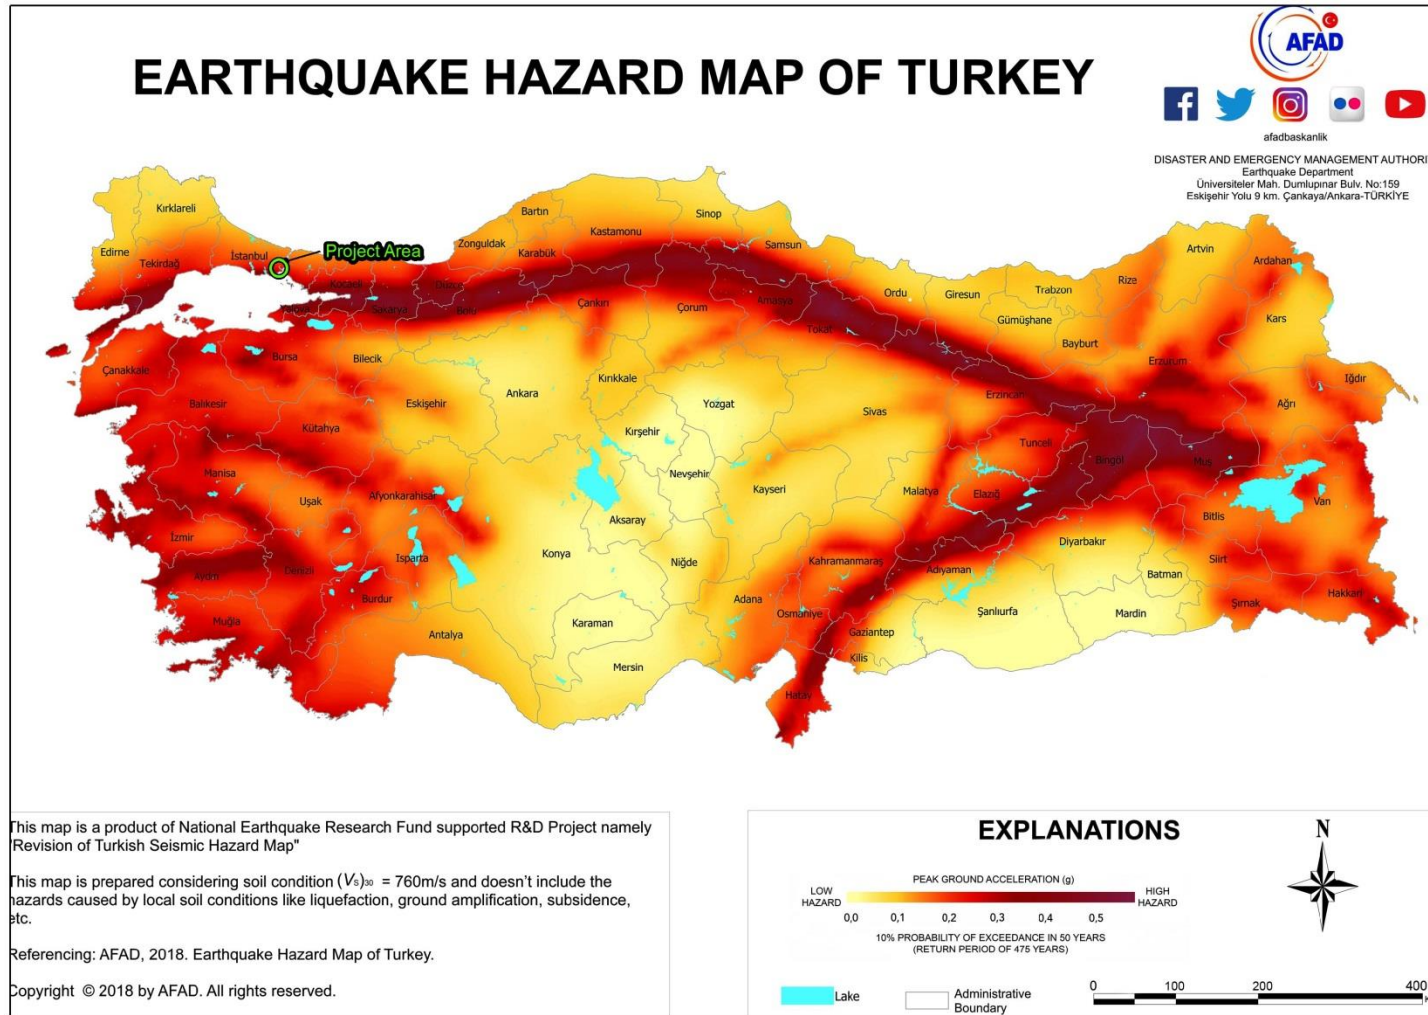 EARTHQUAKE HAZARD MAP OF TURKEY
AFAD
afadbaskanlik
DISASTER AND EMERGENCY MANAGEMENT AUTHORI
Earthquake Department
Üniversiteler Mah. Dumlupınar Bulv. No:159
Eskişehir Yolu 9 km. Çankaya/Ankara-TÜRKİYE
Kırklareli
Edirne
Tekirdağ
İstanbul
Project Area
Kocaeli
Yalova
Sakarya
Düzce
Bolu
Zonguldak
Bartın
Karabük
Kastamonu
Sinop
Samsun
Çankırı
Çorum
Amasya
Tokat
Ordu
Giresun
Trabzon
Rize
Artvin
Ardahan
Kars
Gümüşhane
Bayburt
Erzurum
Iğdır
Ağrı
Çanakkale
Bursa
Bilecik
Balıkesir
Kütahya
Eskişehir
Ankara
Kırıkkale
Yozgat
Kırşehir
Nevşehir
Sivas
Erzincan
Tunceli
Bingöl
Muş
Manisa
Uşak
Afyonkarahisar
Aksaray
Kayseri
Malatya
Elazığ
Bitlis
Van
İzmir
Aydın
Denizli
Isparta
Burdur
Muğla
Antalya
Konya
Karaman
Mersin
Niğde
Adana
Kahramanmaraş
Osmaniye
Adıyaman
Gaziantep
Kilis
Hatay
Şanlıurfa
Diyarbakır
Batman
Mardin
Siirt
Şırnak
Hakkari
This map is a product of National Earthquake Research Fund supported R&D Project namely
"Revision of Turkish Seismic Hazard Map"
This map is prepared considering soil condition (Vs)30 = 760m/s and doesn't include the
hazards caused by local soil conditions like liquefaction, ground amplification, subsidence,
etc.
Referencing: AFAD, 2018. Earthquake Hazard Map of Turkey.
Copyright © 2018 by AFAD. All rights reserved.
EXPLANATIONS
N
PEAK GROUND ACCELERATION (g)
LOW HAZARD
HIGH HAZARD
0,0 0,1 0,2 0,3 0,4 0,5
10% PROBABILITY OF EXCEEDANCE IN 50 YEARS
(RETURN PERIOD OF 475 YEARS)
Lake
Administrative
Boundary
0 100 200 400